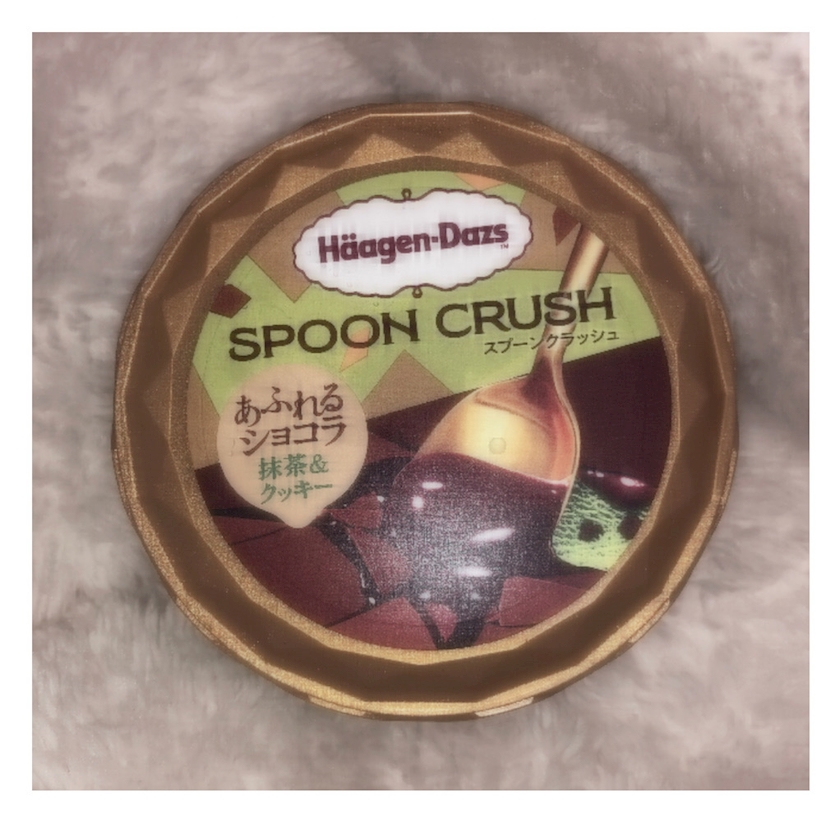 Häagen-Dazs™
SPOON CRUSH
スプーンクラッシュ
あふれる
ショコラ
抹茶&
クッキー